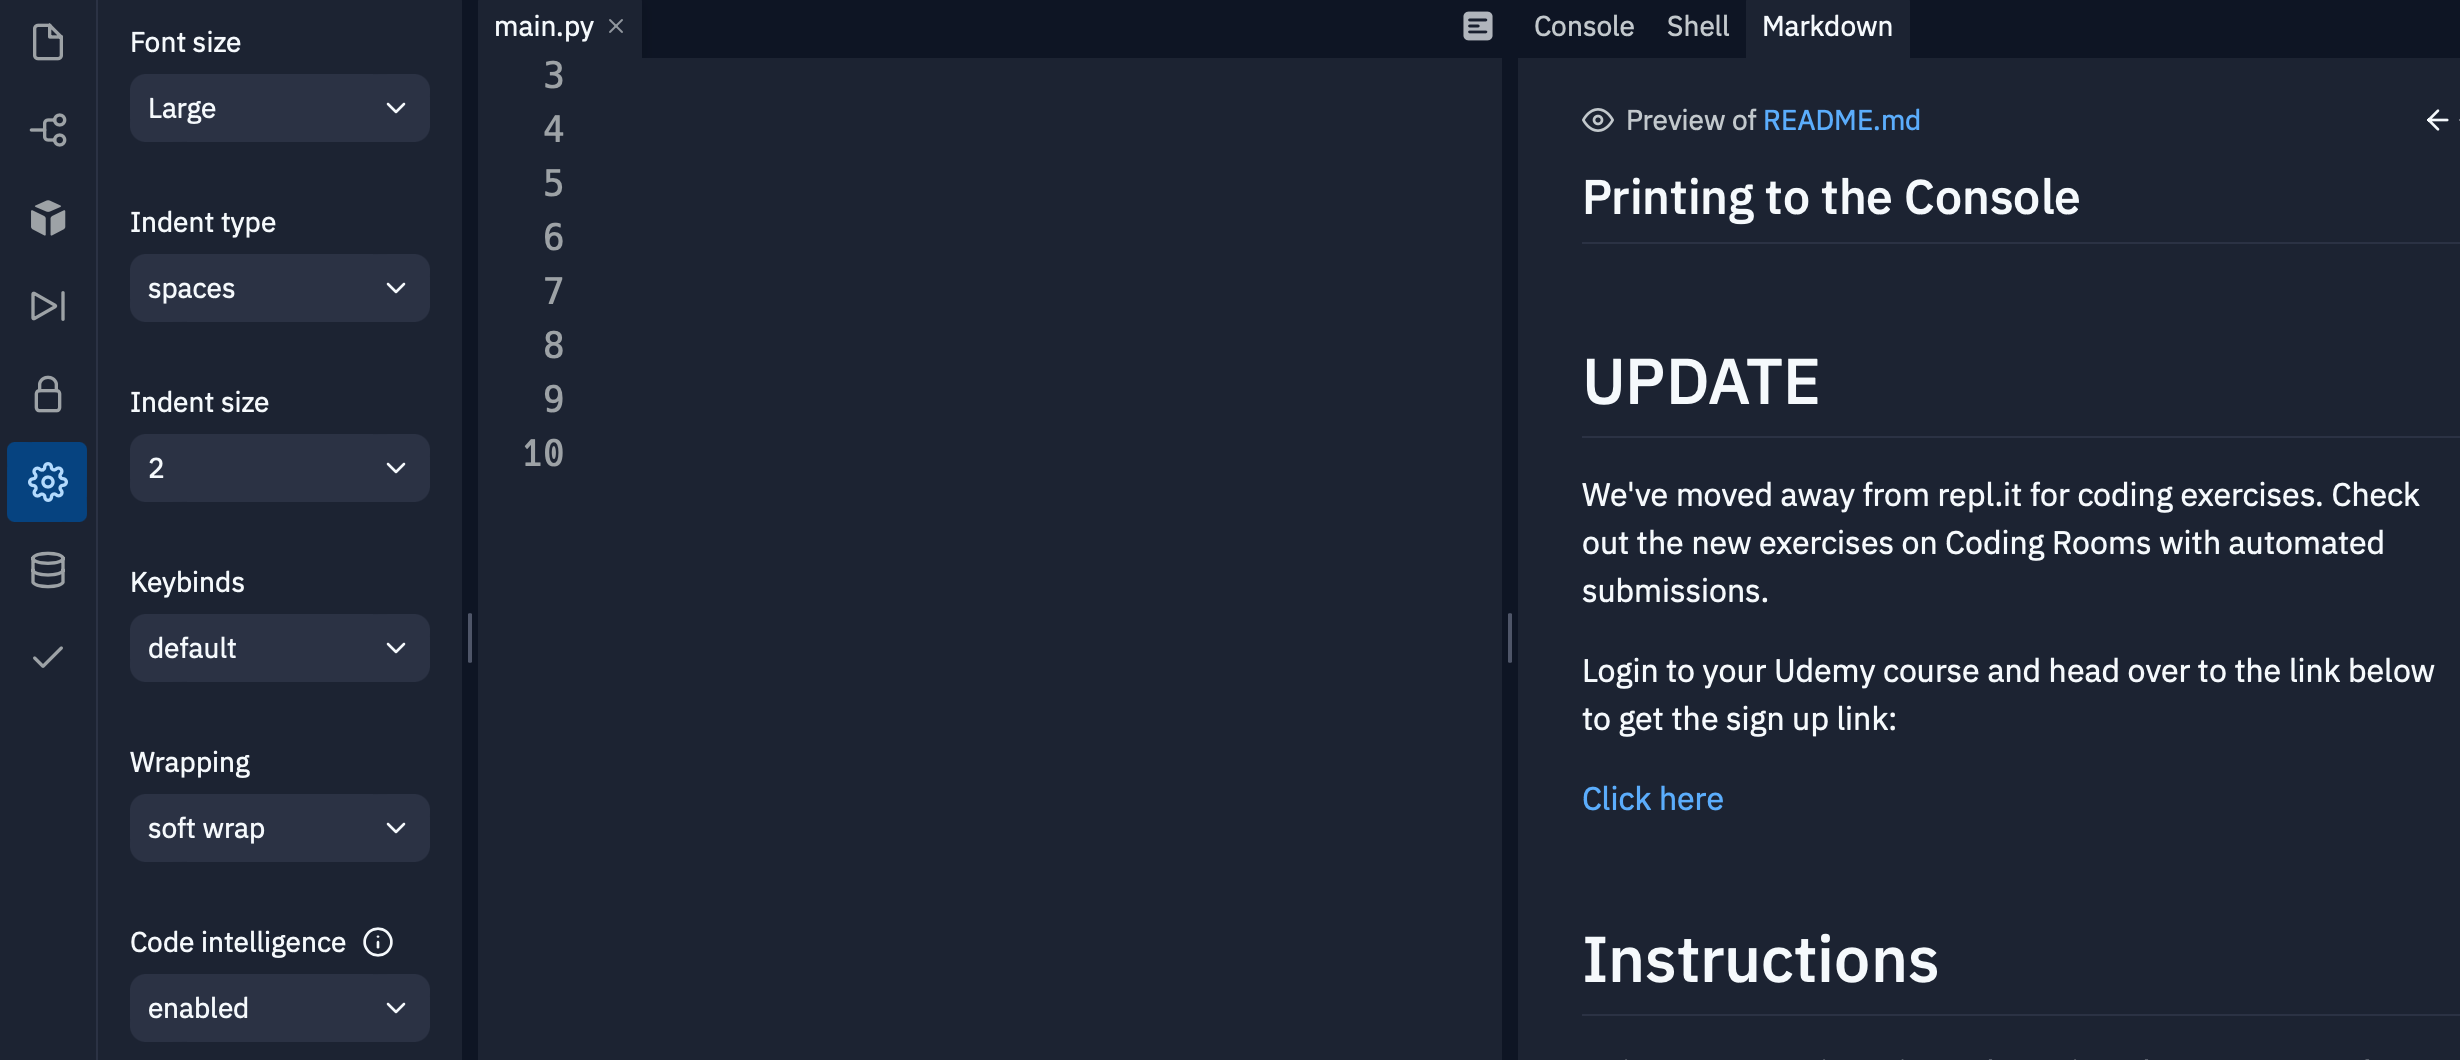 Font size
Large
Indent type
spaces
Indent size
2
Keybinds
default
Wrapping
soft wrap
Code intelligence
enabled
main.py
3
4
5
6
7
8
9
10
Console Shell Markdown
Preview of README.md
Printing to the Console
UPDATE
We've moved away from repl.it for coding exercises. Check
out the new exercises on Coding Rooms with automated
submissions.
Login to your Udemy course and head over to the link below
to get the sign up link:
Click here
Instructions